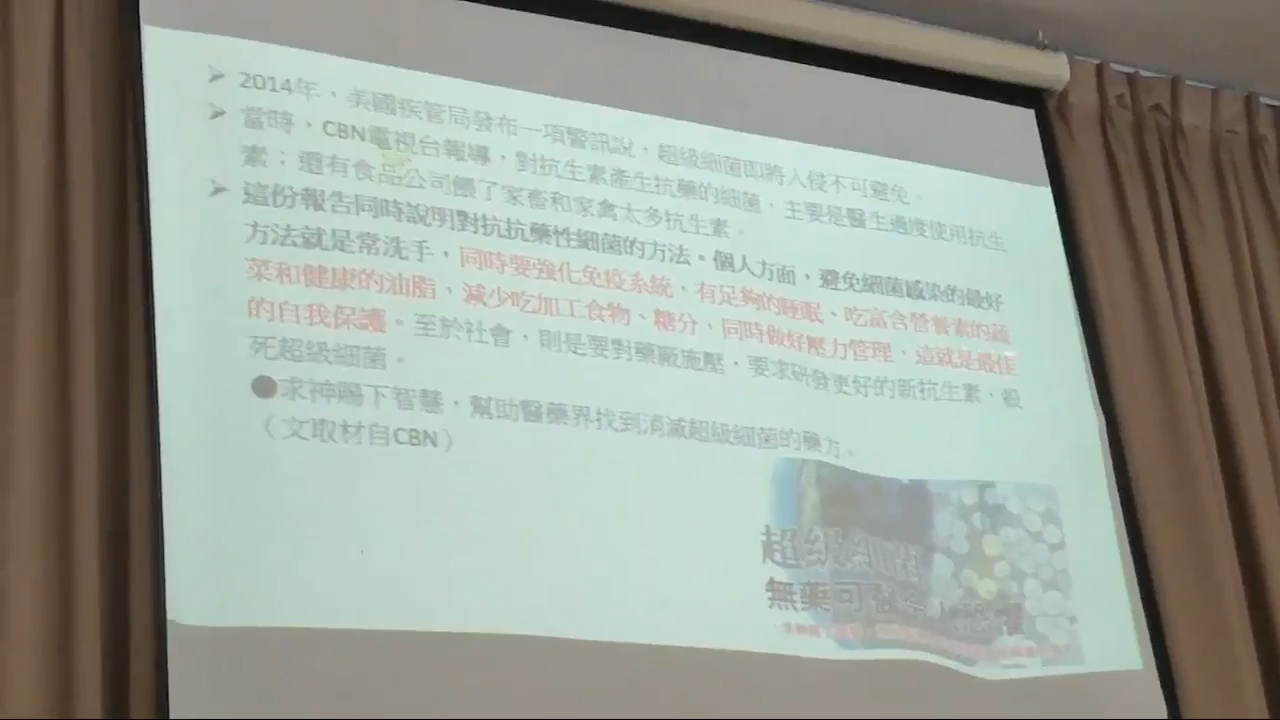 2014年，美國疾管局發布一項警訊說，超級細菌即將入侵不可避免。
當時，CBN電視台報導，對抗生素產生抗藥的細菌，主要是醫生過度使用抗生
素；還有食品公司餵了家畜和家禽太多抗生素。
這份報告同時說明對抗抗藥性細菌的方法。個人方面，避免細菌感染的最好
方法就是常洗手，同時要強化免疫系統，有足夠的睡眠、吃富含營養素的蔬
菜和健康的油脂、減少吃加工食物、糖分，同時做好壓力管理，這就是最佳
的自我保護。至於社會，則是要對藥廠施壓，要求研發更好的新抗生素，殺
死超級細菌。
●求神賜下智慧，幫助醫藥界找到消滅超級細菌的藥方。
（文取材自CBN）
超級細菌
無藥可醫